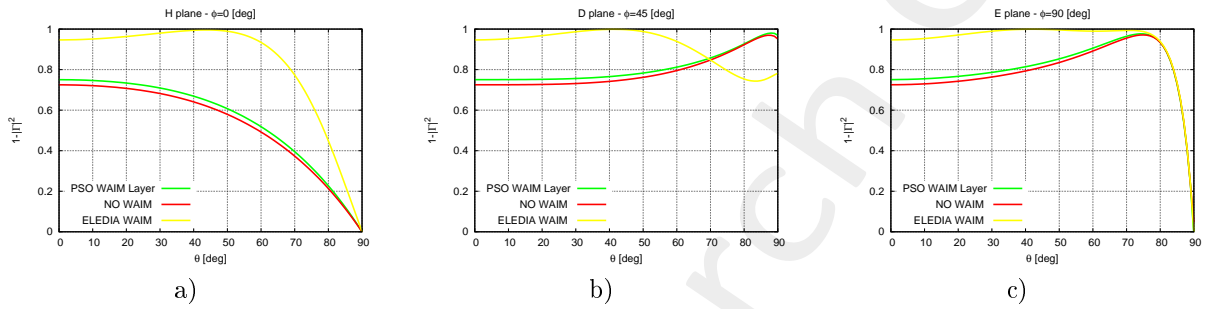 H plane - ϕ=0 [deg]
1-|Γ|²
1
0.8
0.6
0.4
0.2
0
PSO WAIM Layer
NO WAIM
ELEDIA WAIM
0 10 20 30 40 50 60 70 80 90
θ [deg]
a)
D plane - ϕ=45 [deg]
1-|Γ|²
1
0.8
0.6
0.4
0.2
0
PSO WAIM Layer
NO WAIM
ELEDIA WAIM
0 10 20 30 40 50 60 70 80 90
θ [deg]
b)
E plane - ϕ=90 [deg]
1-|Γ|²
1
0.8
0.6
0.4
0.2
0
PSO WAIM Layer
NO WAIM
ELEDIA WAIM
0 10 20 30 40 50 60 70 80 90
θ [deg]
c)